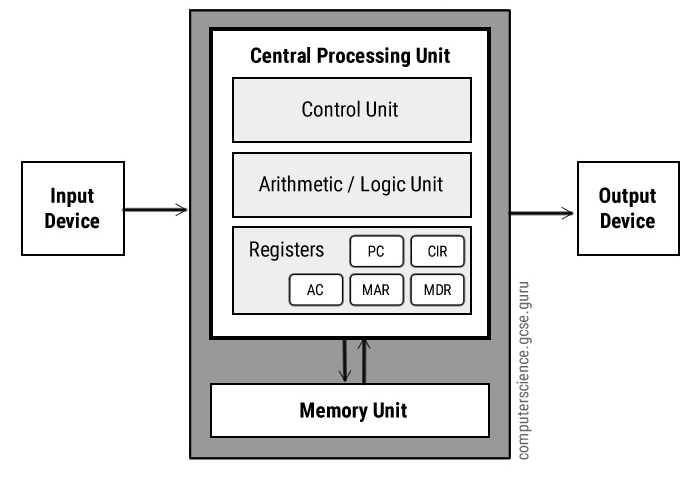 Central Processing Unit
Control Unit
Arithmetic / Logic Unit
Registers PC CIR
AC MAR MDR
Input
Device
Output
Device
Memory Unit
computerscience.gcse.guru